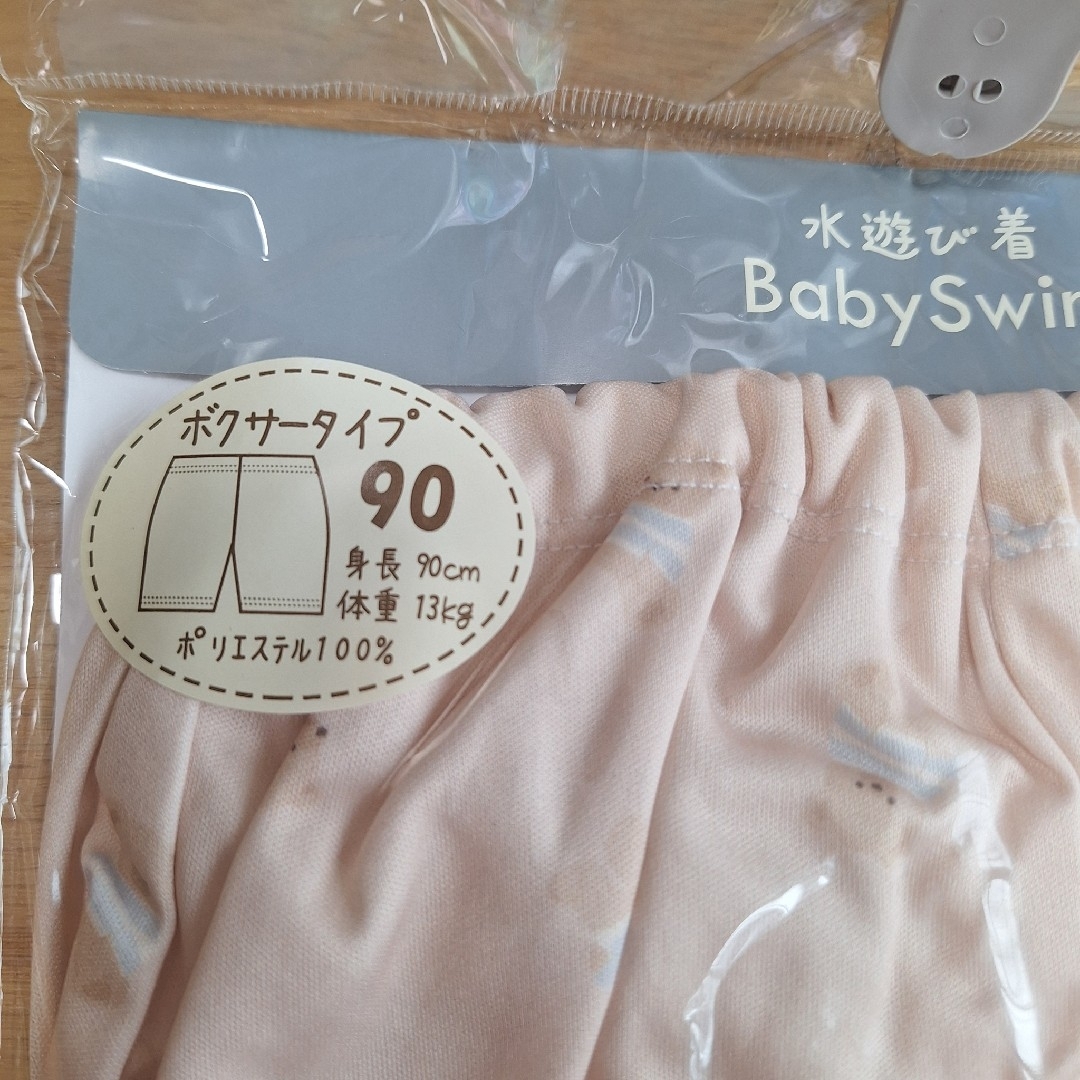 水遊び着
BabySwim
ボクサータイプ
90
身長 90cm
体重 13kg
ポリエステル100%